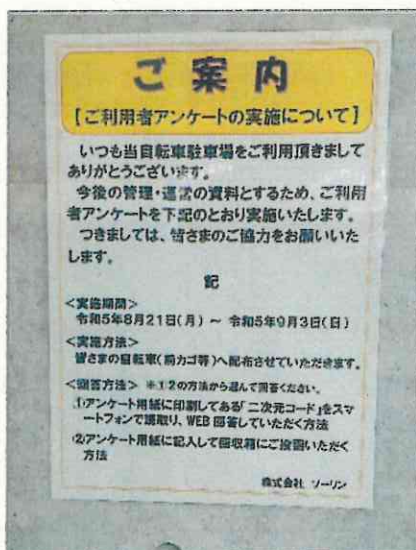 ご案内
【ご利用者アンケートの実施について】
いつも当自転車駐車場をご利用頂きまして
ありがとうございます。
今後の管理・運営の資料とするため、ご利用
者アンケートを下記のとおり実施いたします。
つきましては、皆さまのご協力をお願いいた
します。
記
<実施期間>
令和5年8月21日(月) ～ 令和5年9月3日(日)
<実施方法>
皆さまの自転車(前カゴ等)へ配布させていただきます。
<回答方法> ※①②の方法から選んで回答ください。
①アンケート用紙に印刷してある「二次元コード」をスマ
ートフォンで読取り、WEB回答していただく方法
②アンケート用紙に記入して回収箱にご投函いただく
方法
株式会社 ソーリン